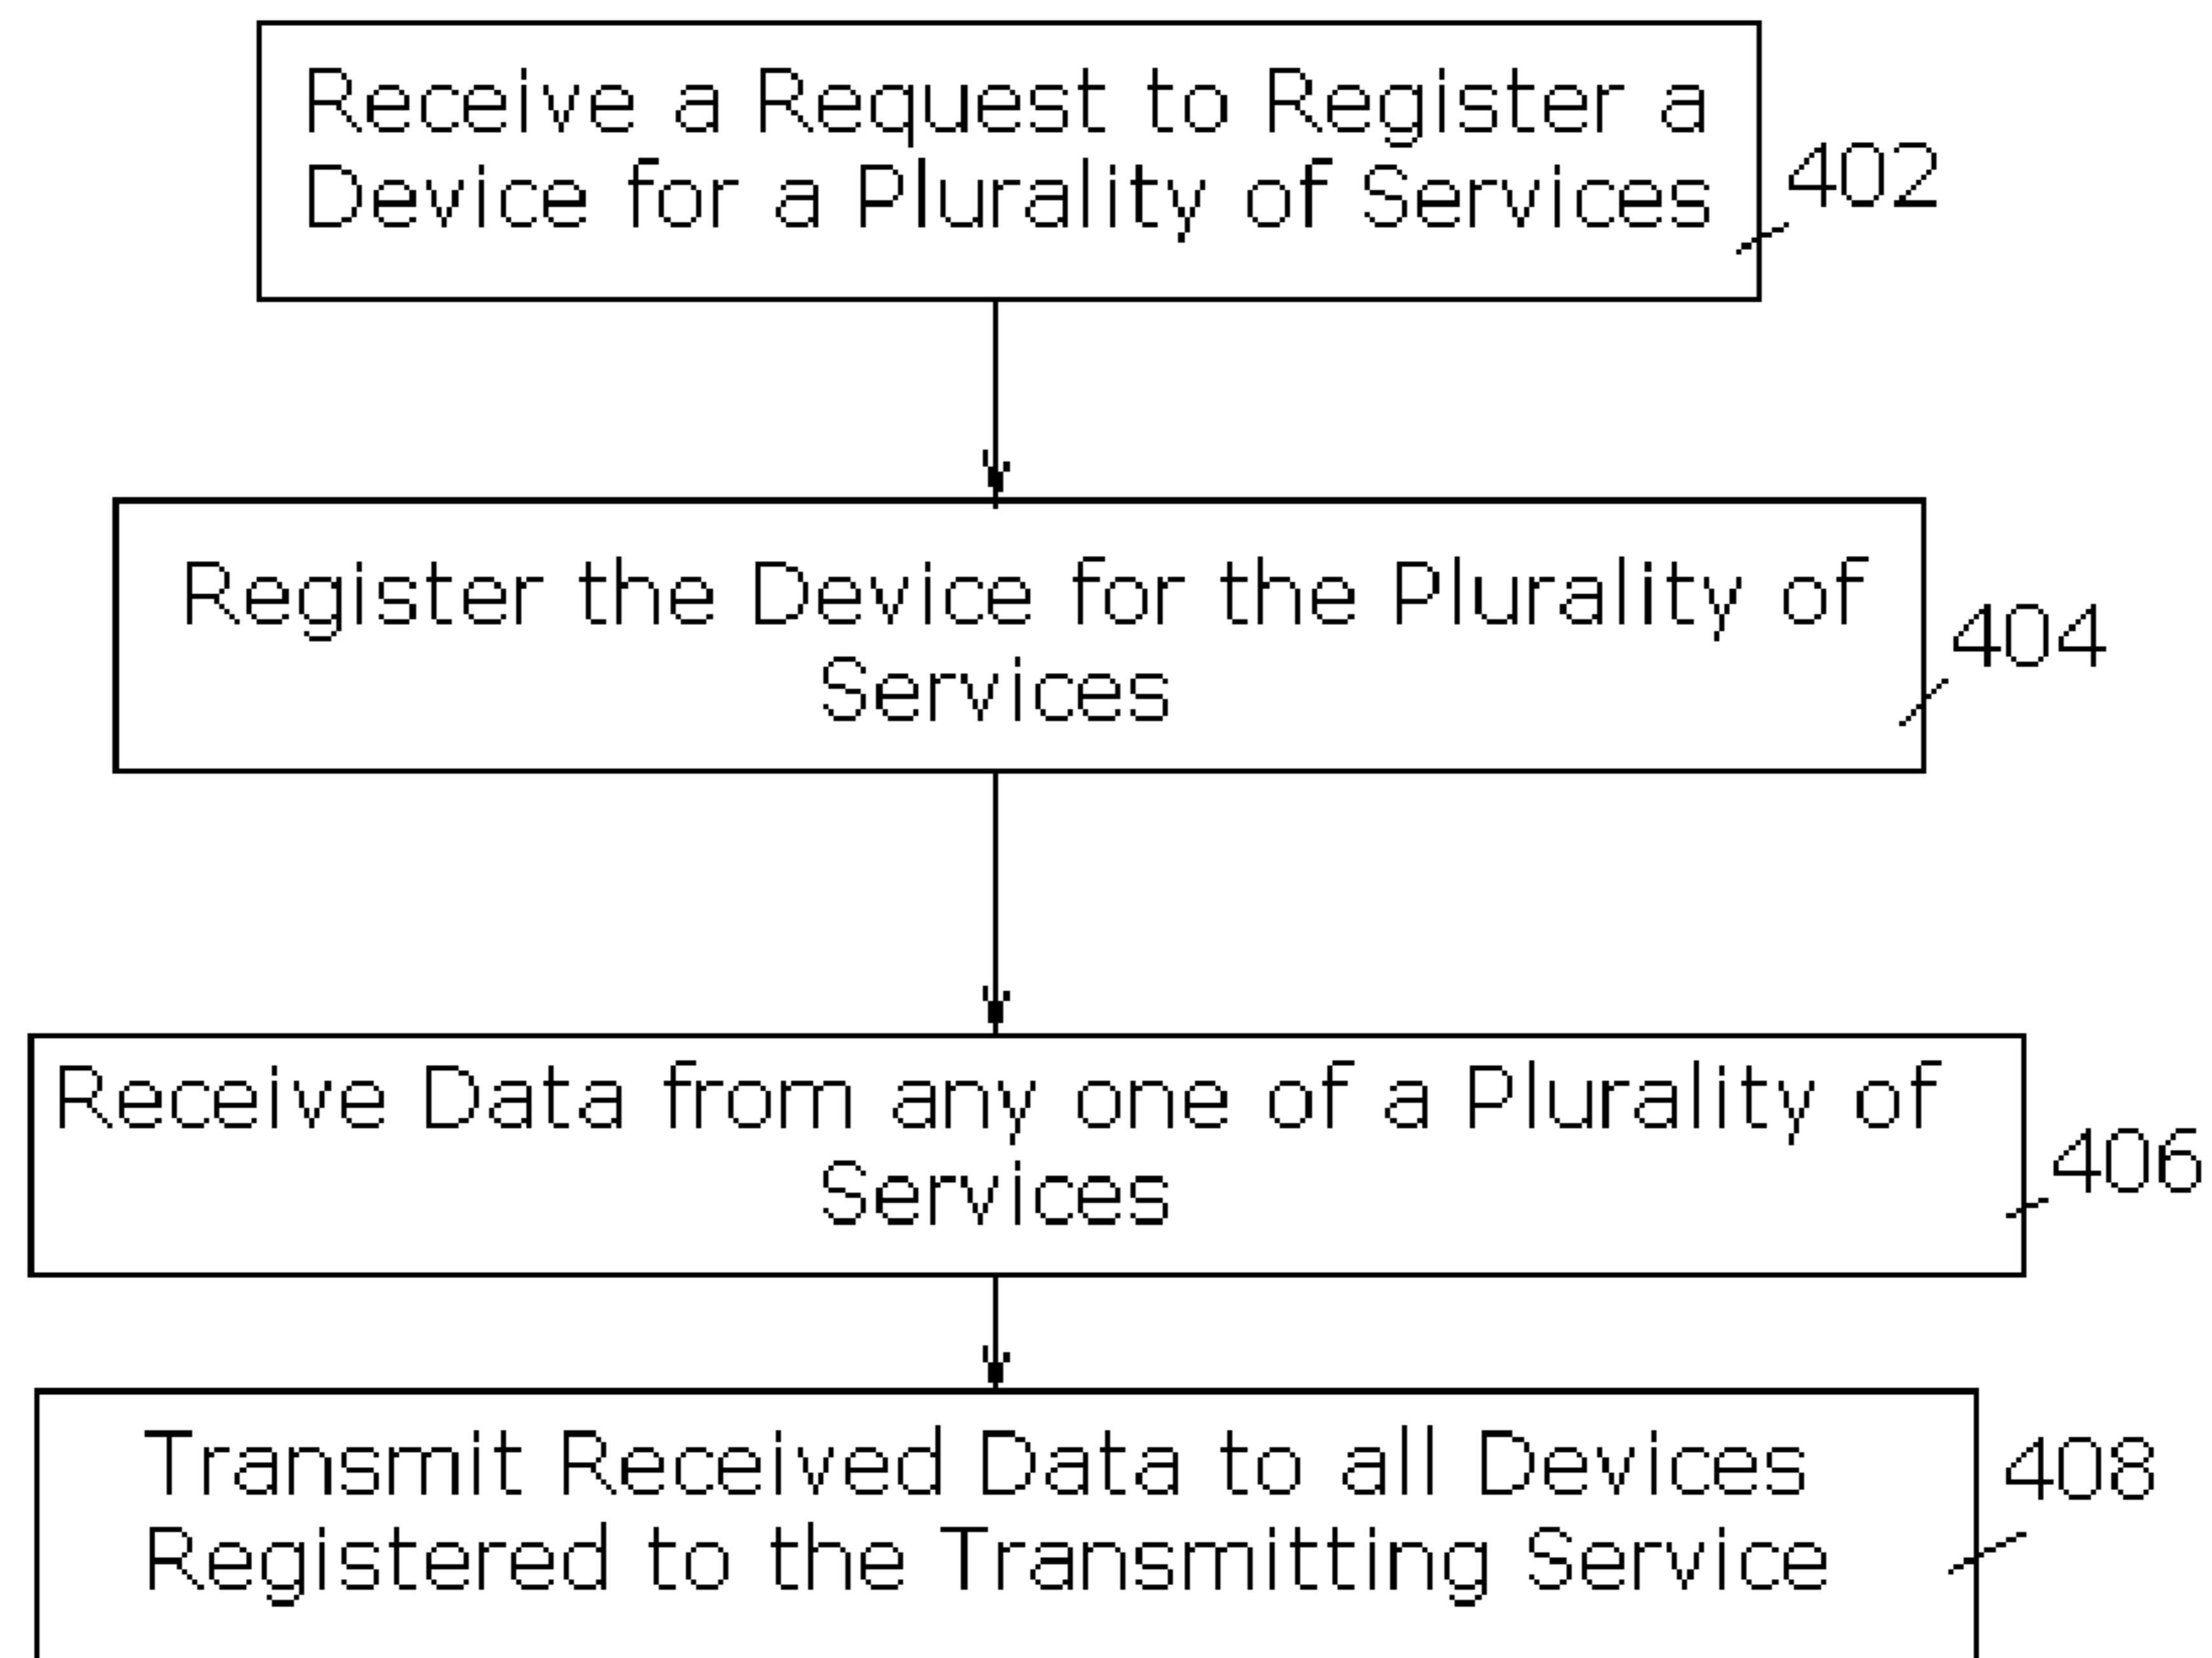 Receive a Request to Register a
Device for a Plurality of Services
402
Register the Device for the Plurality of
Services
404
Receive Data from any one of a Plurality of
Services
406
Transmit Received Data to all Devices
Registered to the Transmitting Service
408